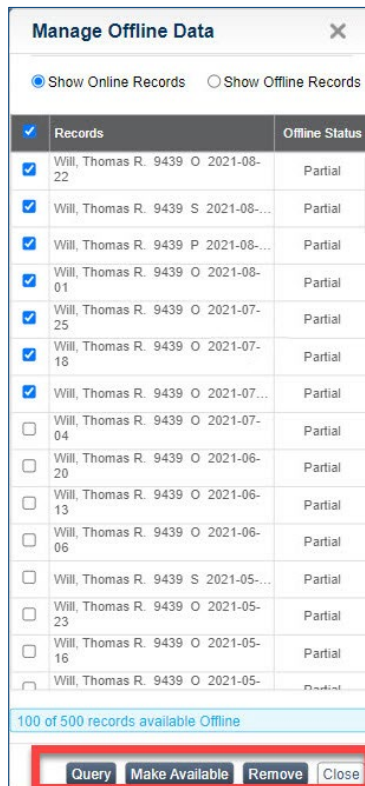 Manage Offline Data
Show Online Records Show Offline Records
Records Offline Status
Will, Thomas R. 9439 O 2021-08-
22
Partial
Will, Thomas R. 9439 S 2021-08-... Partial
Will, Thomas R. 9439 P 2021-08-... Partial
Will, Thomas R. 9439 O 2021-08-
01
Partial
Will, Thomas R. 9439 O 2021-07-
25
Partial
Will, Thomas R. 9439 O 2021-07-
18
Partial
Will, Thomas R. 9439 O 2021-07... Partial
Will, Thomas R. 9439 O 2021-07-
04
Partial
Will, Thomas R. 9439 O 2021-06-
20
Partial
Will, Thomas R. 9439 O 2021-06-
13
Partial
Will, Thomas R. 9439 O 2021-06-
06
Partial
Will, Thomas R. 9439 S 2021-05-... Partial
Will, Thomas R. 9439 O 2021-05-
23
Partial
Will, Thomas R. 9439 O 2021-05-
16
Partial
Will, Thomas R. 9439 O 2021-05-
Partial
100 of 500 records available Offline
Query Make Available Remove Close